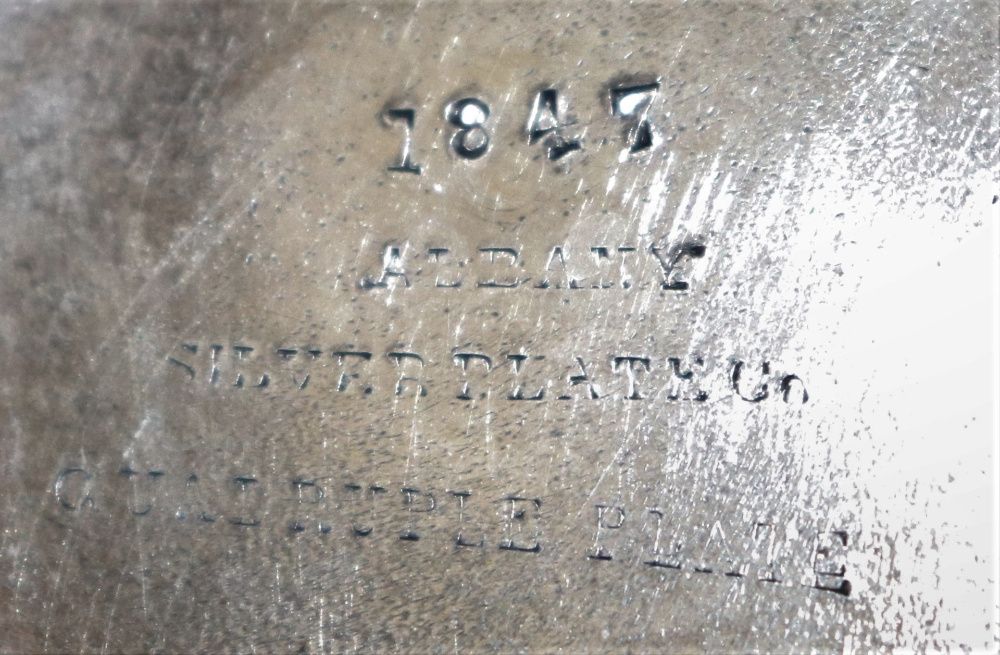 1847
ALBANY
SILVER PLATE Co
QUADRUPLE PLATE